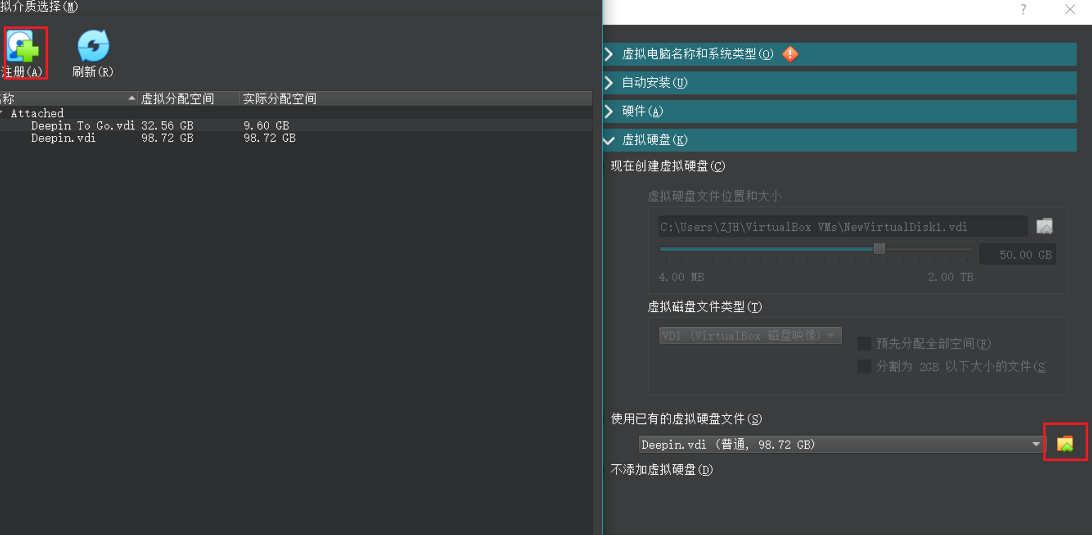 拟介质选择(M)
注册(A)
刷新(R)
称
虚拟分配空间
实际分配空间
Attached
Deepin To Go.vdi 32.56 GB 9.60 GB
Deepin.vdi 98.72 GB 98.72 GB
?
虚拟电脑名称和系统类型(O)
自动安装(U)
硬件(A)
虚拟硬盘(K)
现在创建虚拟硬盘(C)
虚拟硬盘文件位置和大小
C:\Users\ZJH\VirtualBox VMs\NewVirtualDisk1.vdi
50.00 GB
4.00 MB
2.00 TB
虚拟磁盘文件类型(T)
VDI (VirtualBox 磁盘映像)
预先分配全部空间(F)
分割为 2GB 以下大小的文件(S)
使用已有的虚拟硬盘文件(S)
Deepin.vdi (普通, 98.72 GB)
不添加虚拟硬盘(D)